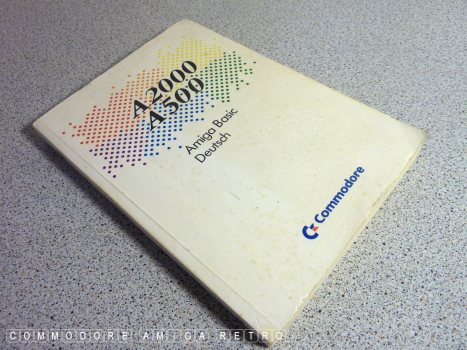 A2000
A500
Amiga Basic
Deutsch
Commodore
COMMODORE AMIGA RETRO